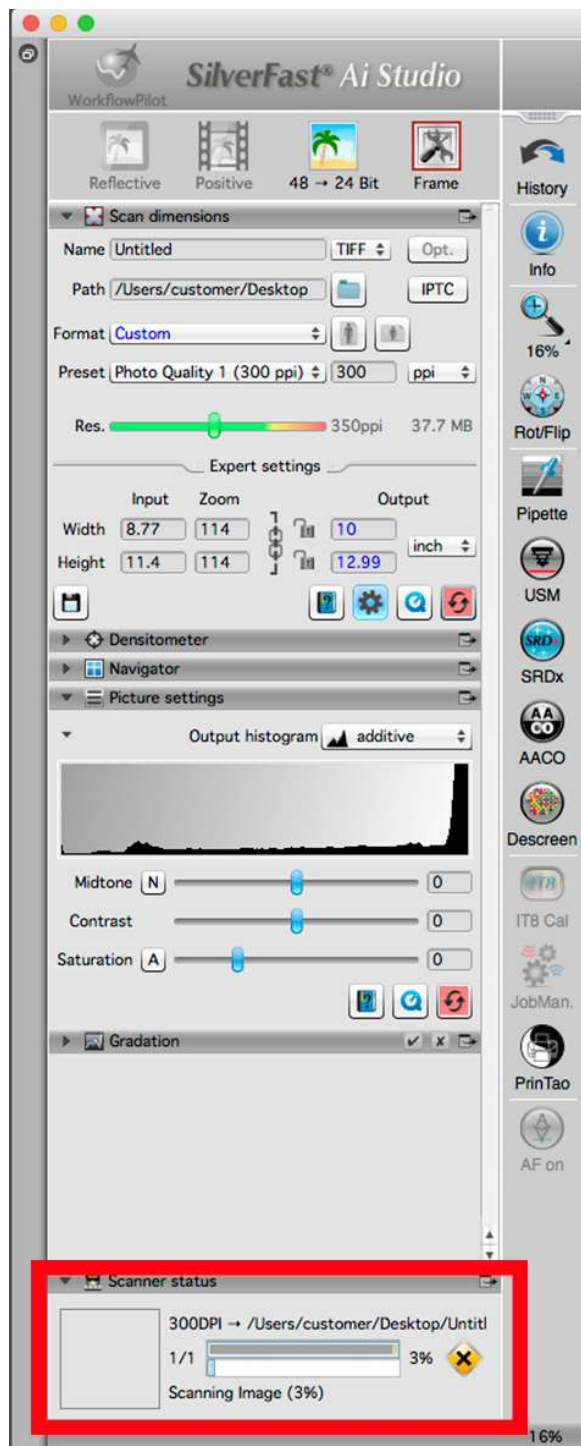 WorkflowPilot
SilverFast® Ai Studio
Reflective
Positive
48 → 24 Bit
Frame
Scan dimensions
Name Untitled TIFF Opt.
Path /Users/customer/Desktop IPTC
Format Custom
Preset Photo Quality 1 (300 ppi) 300 ppi
Res. 350ppi 37.7 MB
Expert settings
Input Zoom Output
Width 8.77 114 10
inch
Height 11.4 114 12.99
Densitometer
Navigator
Picture settings
Output histogram additive
Midtone N 0
Contrast 0
Saturation A 0
Gradation
Scanner status
300DPI → /Users/customer/Desktop/Untitl
1/1 3%
Scanning Image (3%)
History
Info
16%
Rot/Flip
Pipette
USM
SRDx
SRDx
AACO
AACO
Descreen
IT8
IT8 Cal
JobMan.
PrinTao
AF on
16%